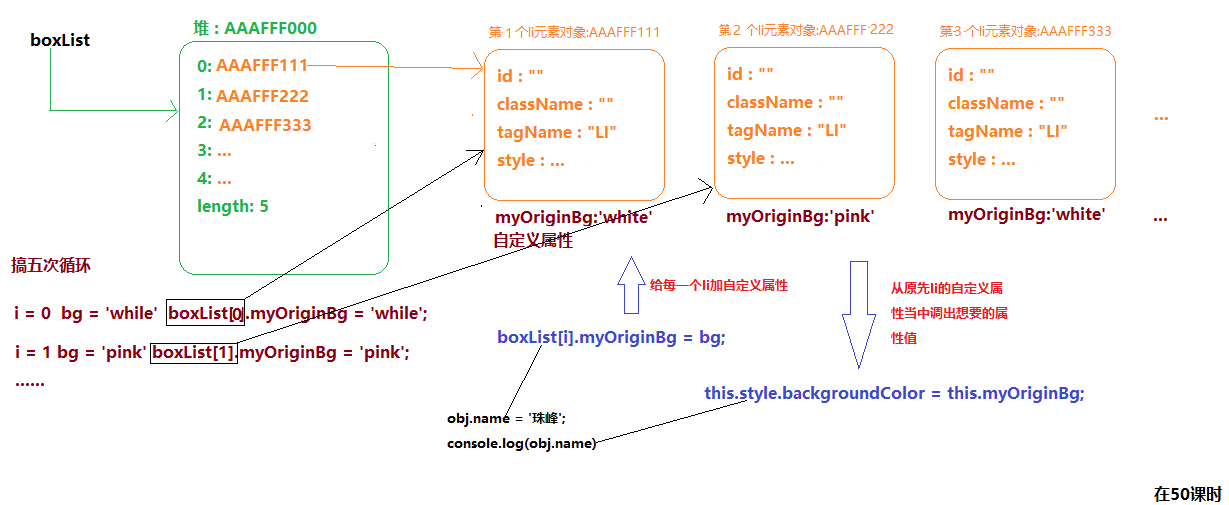 boxList
堆 : AAAFFF000
0: AAAFFF111
1: AAAFFF222
2: AAAFFF333
3: ...
4: ...
length: 5
第 1 个li元素对象:AAAFFF111
id : ""
className : ""
tagName : "LI"
style : ...
myOriginBg:'white'
自定义属性
第 2 个li元素对象:AAAFFF 222
id : ""
className : ""
tagName : "LI"
style : ...
myOriginBg:'pink'
第 3 个li元素对象:AAAFFF333
id : ""
className : ""
tagName : "LI"
style : ...
myOriginBg:'white'
...
...
搞五次循环
i = 0 bg = 'while' boxList[0].myOriginBg = 'while';
i = 1 bg = 'pink' boxList[1].myOriginBg = 'pink';
......
给每一个li加自定义属性
boxList[i].myOriginBg = bg;
从原先li的自定义属
性当中调出想要的属
性值
this.style.backgroundColor = this.myOriginBg;
obj.name = '珠峰';
console.log(obj.name)
在50课时